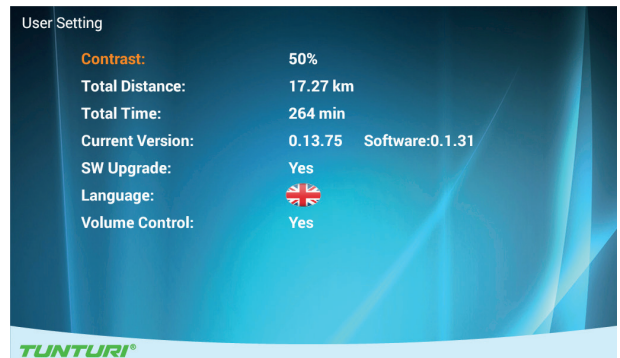 User Setting
Contrast: 50%
Total Distance: 17.27 km
Total Time: 264 min
Current Version: 0.13.75 Software:0.1.31
SW Upgrade: Yes
Language:
Volume Control: Yes
TUNTURI®